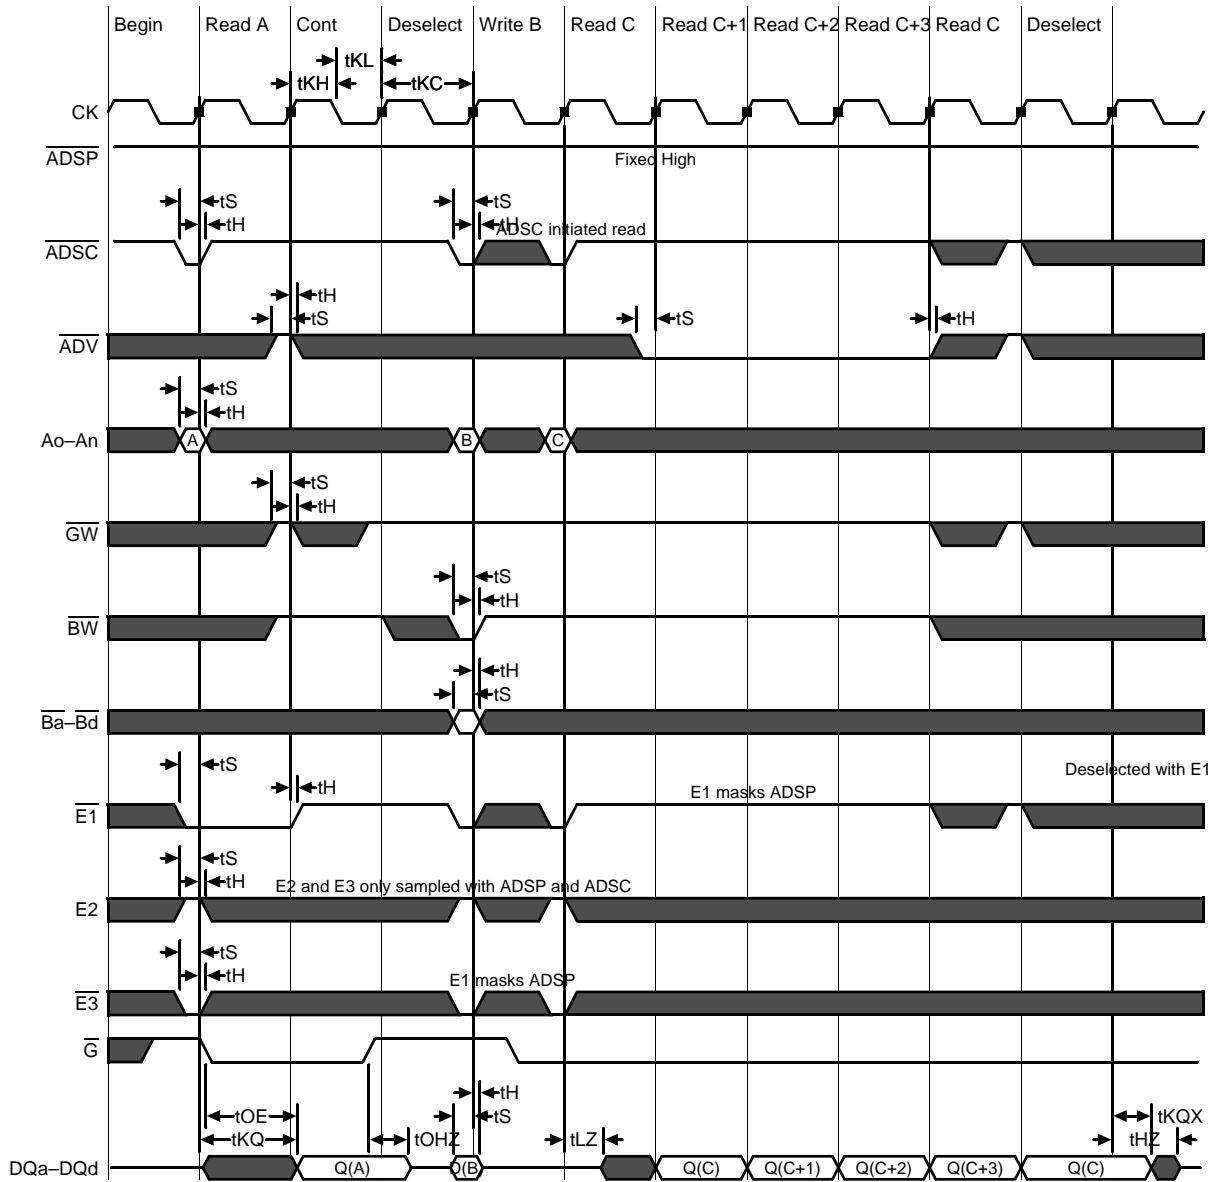 Begin Read A Cont Deselect Write B Read C Read C+1 Read C+2 Read C+3 Read C Deselect
tKL
tKH tKC
CK
ADSP
Fixed High
tS tS
tH tH
ADSC initiated read
ADSC
tH
tS tS tH
ADV
tS
tH
Ao–An A B C
tS
tH
GW
tS
tH
BW
tH
tS
Ba–Bd
tS
Deselected with E1
tH
E1 masks ADSP
E1
tS
tH
E2 and E3 only sampled with ADSP and ADSC
E2
tS
tH
E1 masks ADSP
E3
G
tH
tOE tS tKQX
tKQ tOHZ tLZ tHZ
DQa–DQd Q(A) D(B) Q(C) Q(C+1) Q(C+2) Q(C+3) Q(C)